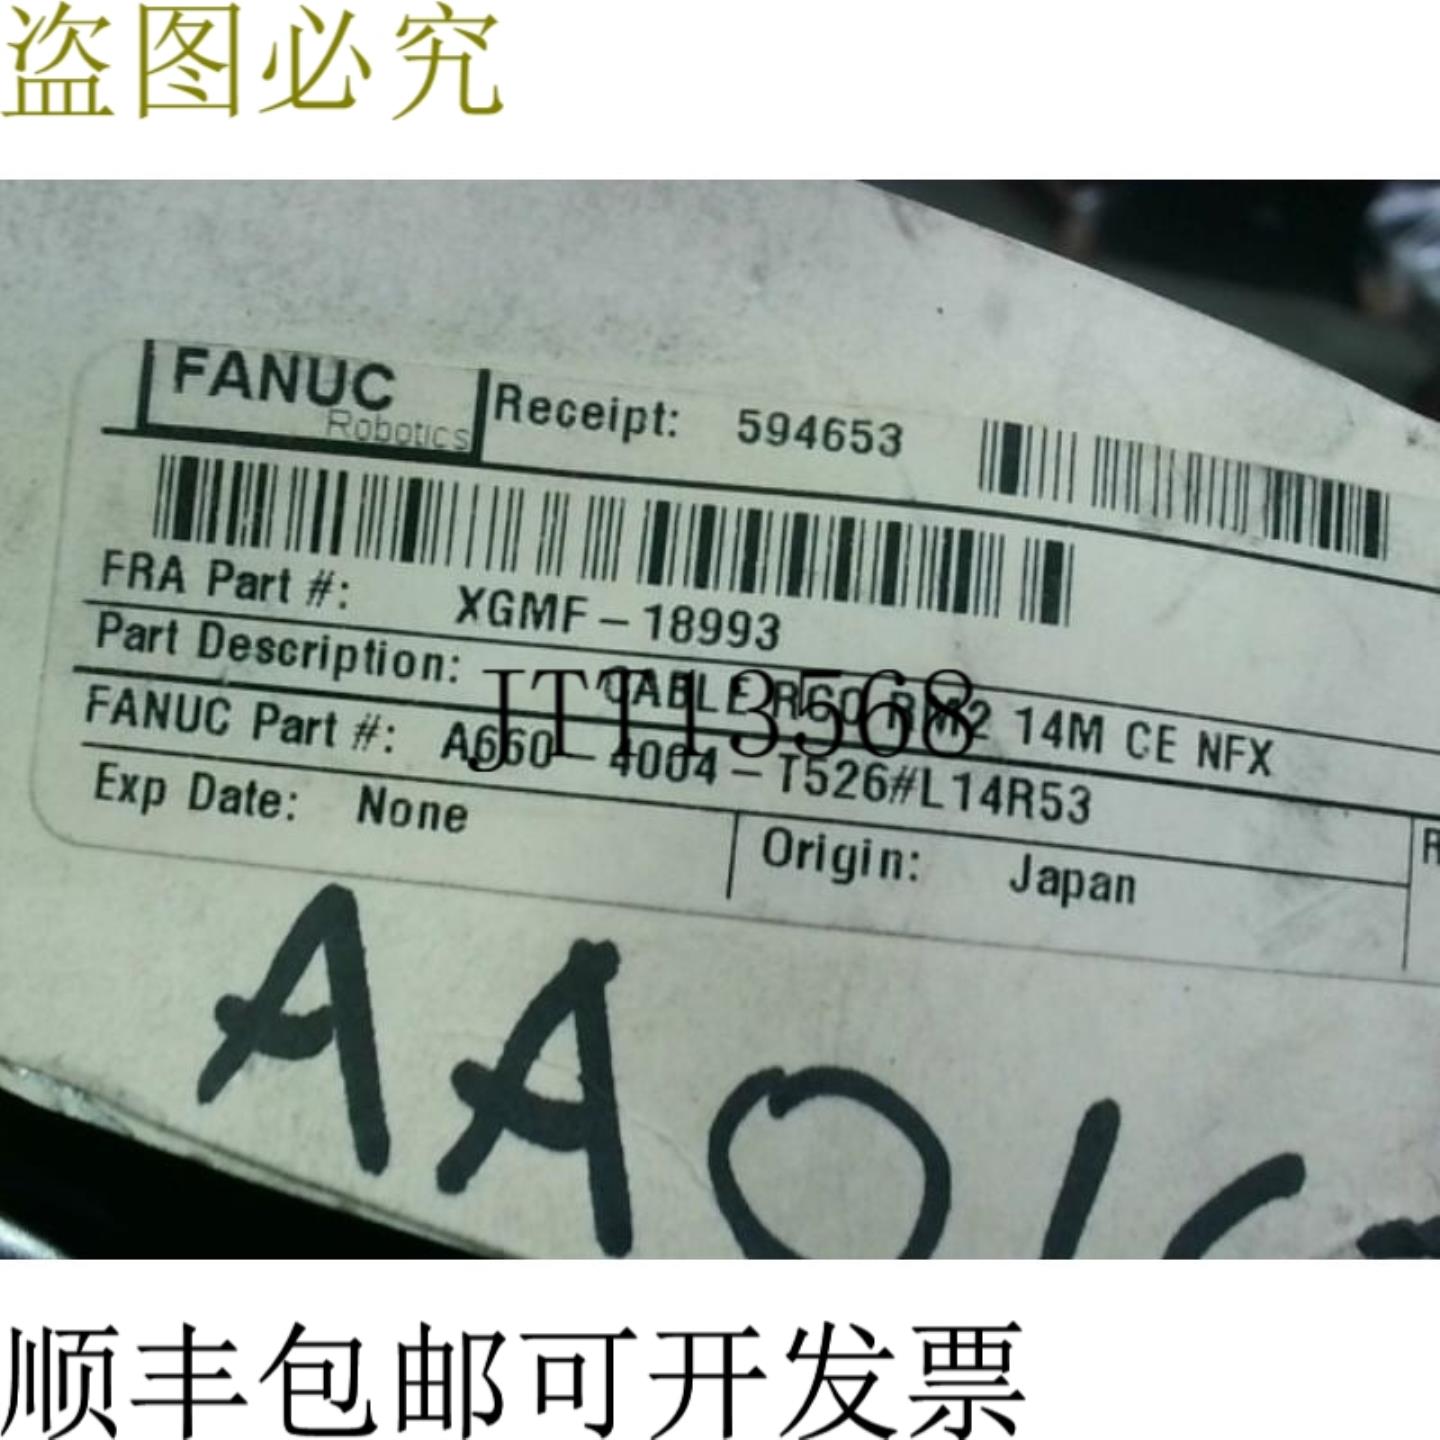 盗图必究
FANUC
Robotics
Receipt: 594653
FRA Part #: XGMF-18993
Part Description: CABLE R60 RM2 14M CE NFX
JTT13568
FANUC Part #: A660-4004-T526#L14R53
Exp Date: None
Origin: Japan
R
AA01
顺丰包邮可开发票